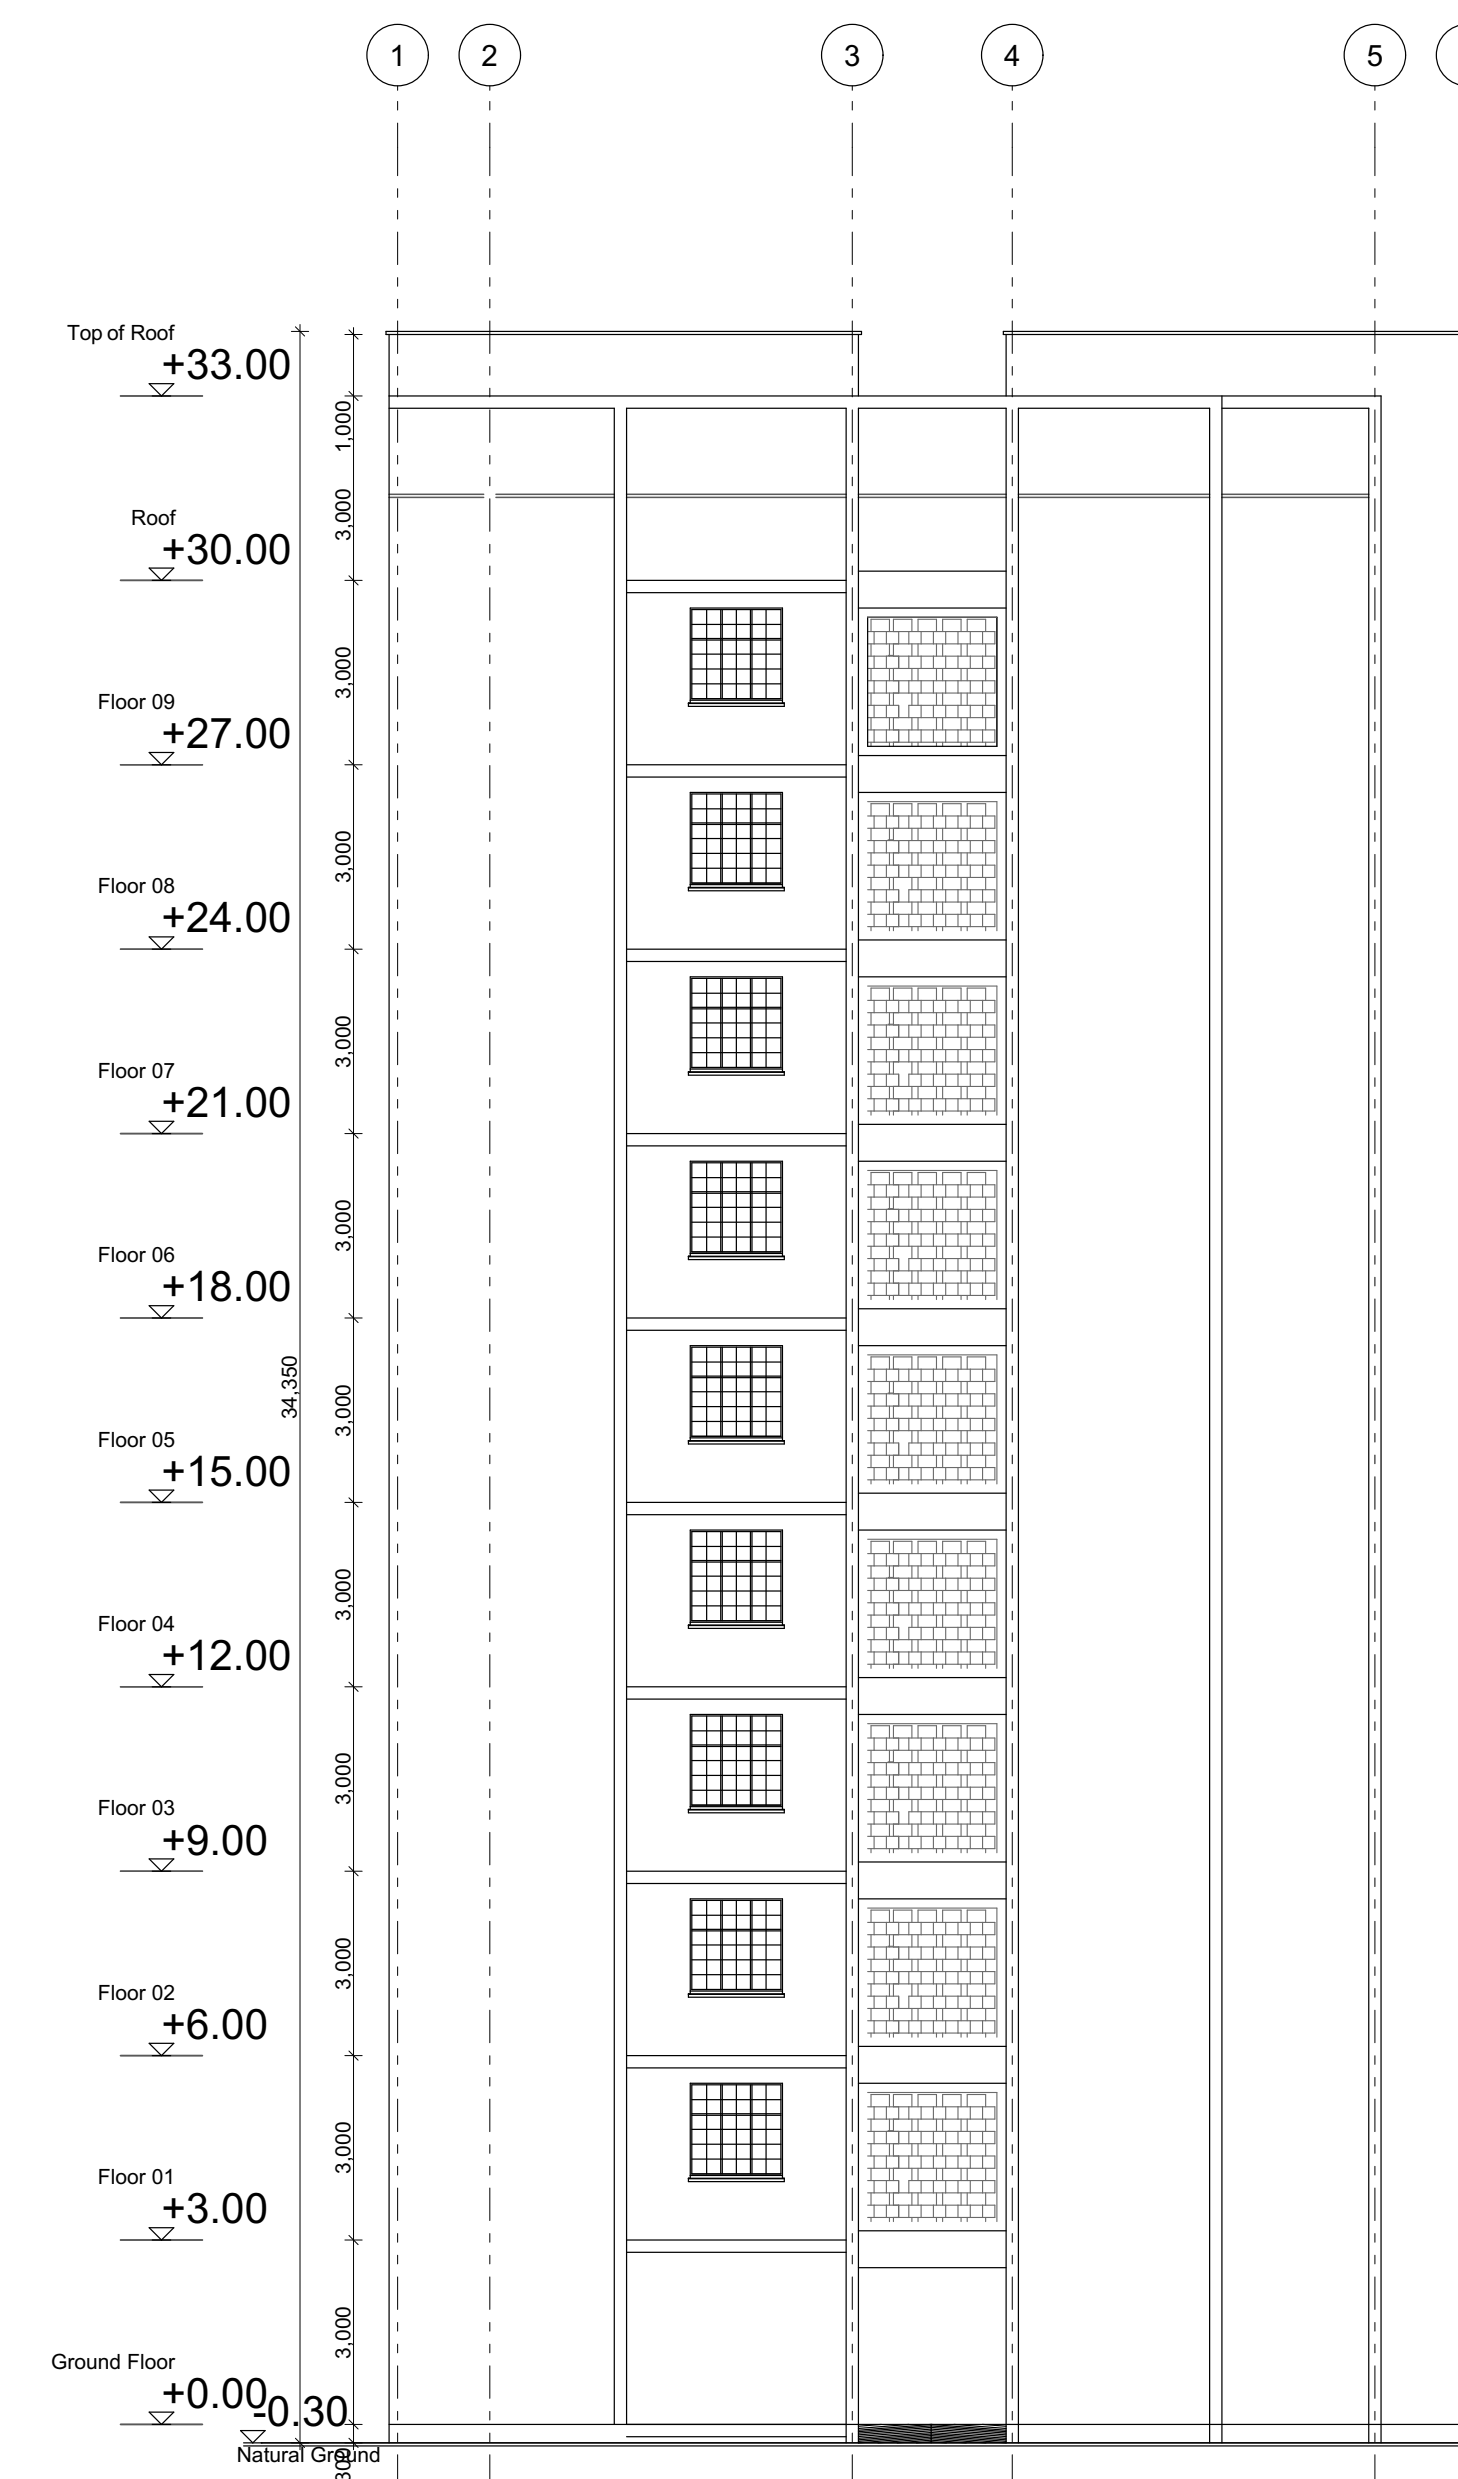 1 2 3 4 5
Top of Roof
+33.00
1,000
3,000
Roof
+30.00
3,000
Floor 09
+27.00
3,000
Floor 08
+24.00
3,000
Floor 07
+21.00
3,000
Floor 06
+18.00
34,350
3,000
Floor 05
+15.00
3,000
Floor 04
+12.00
3,000
Floor 03
+9.00
3,000
Floor 02
+6.00
3,000
Floor 01
+3.00
3,000
Ground Floor
+0.00
-0.30
Natural Ground
300